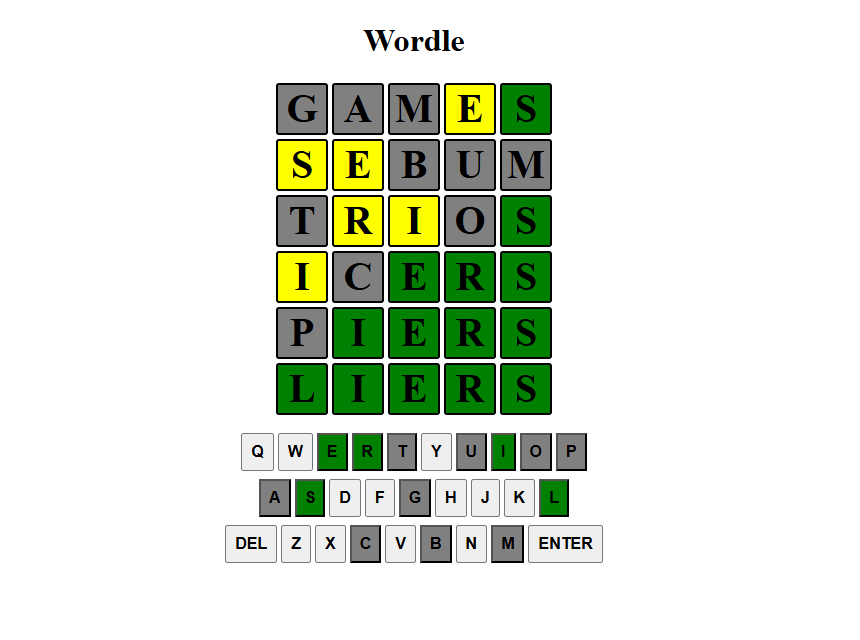 Wordle
G A M E S
S E B U M
T R I O S
I C E R S
P I E R S
L I E R S
Q W E R T Y U I O P
A S D F G H J K L
DEL Z X C V B N M ENTER